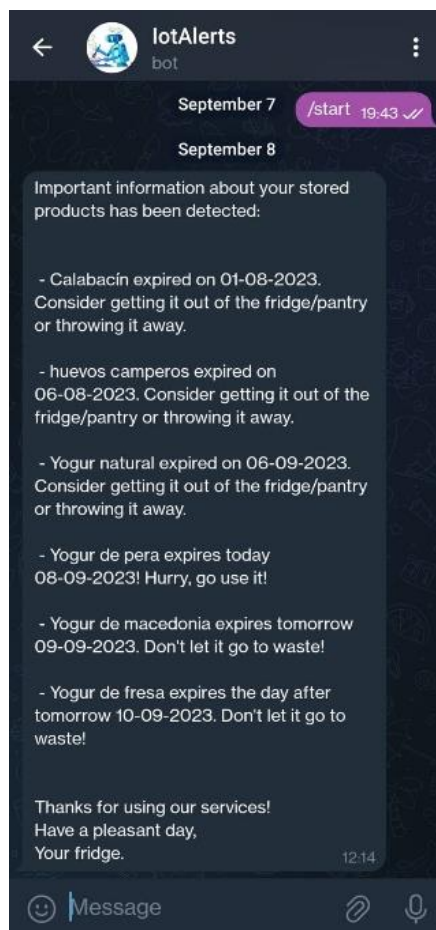 IotAlerts
bot
September 7
/start 19:43
September 8
Important information about your stored
products has been detected:
- Calabacín expired on 01-08-2023.
Consider getting it out of the fridge/pantry
or throwing it away.
- huevos camperos expired on
06-08-2023. Consider getting it out of the
fridge/pantry or throwing it away.
- Yogur natural expired on 06-09-2023.
Consider getting it out of the fridge/pantry
or throwing it away.
- Yogur de pera expires today
08-09-2023! Hurry, go use it!
- Yogur de macedonia expires tomorrow
09-09-2023. Don't let it go to waste!
- Yogur de fresa expires the day after
tomorrow 10-09-2023. Don't let it go to
waste!
Thanks for using our services!
Have a pleasant day,
Your fridge.
12:14
Message